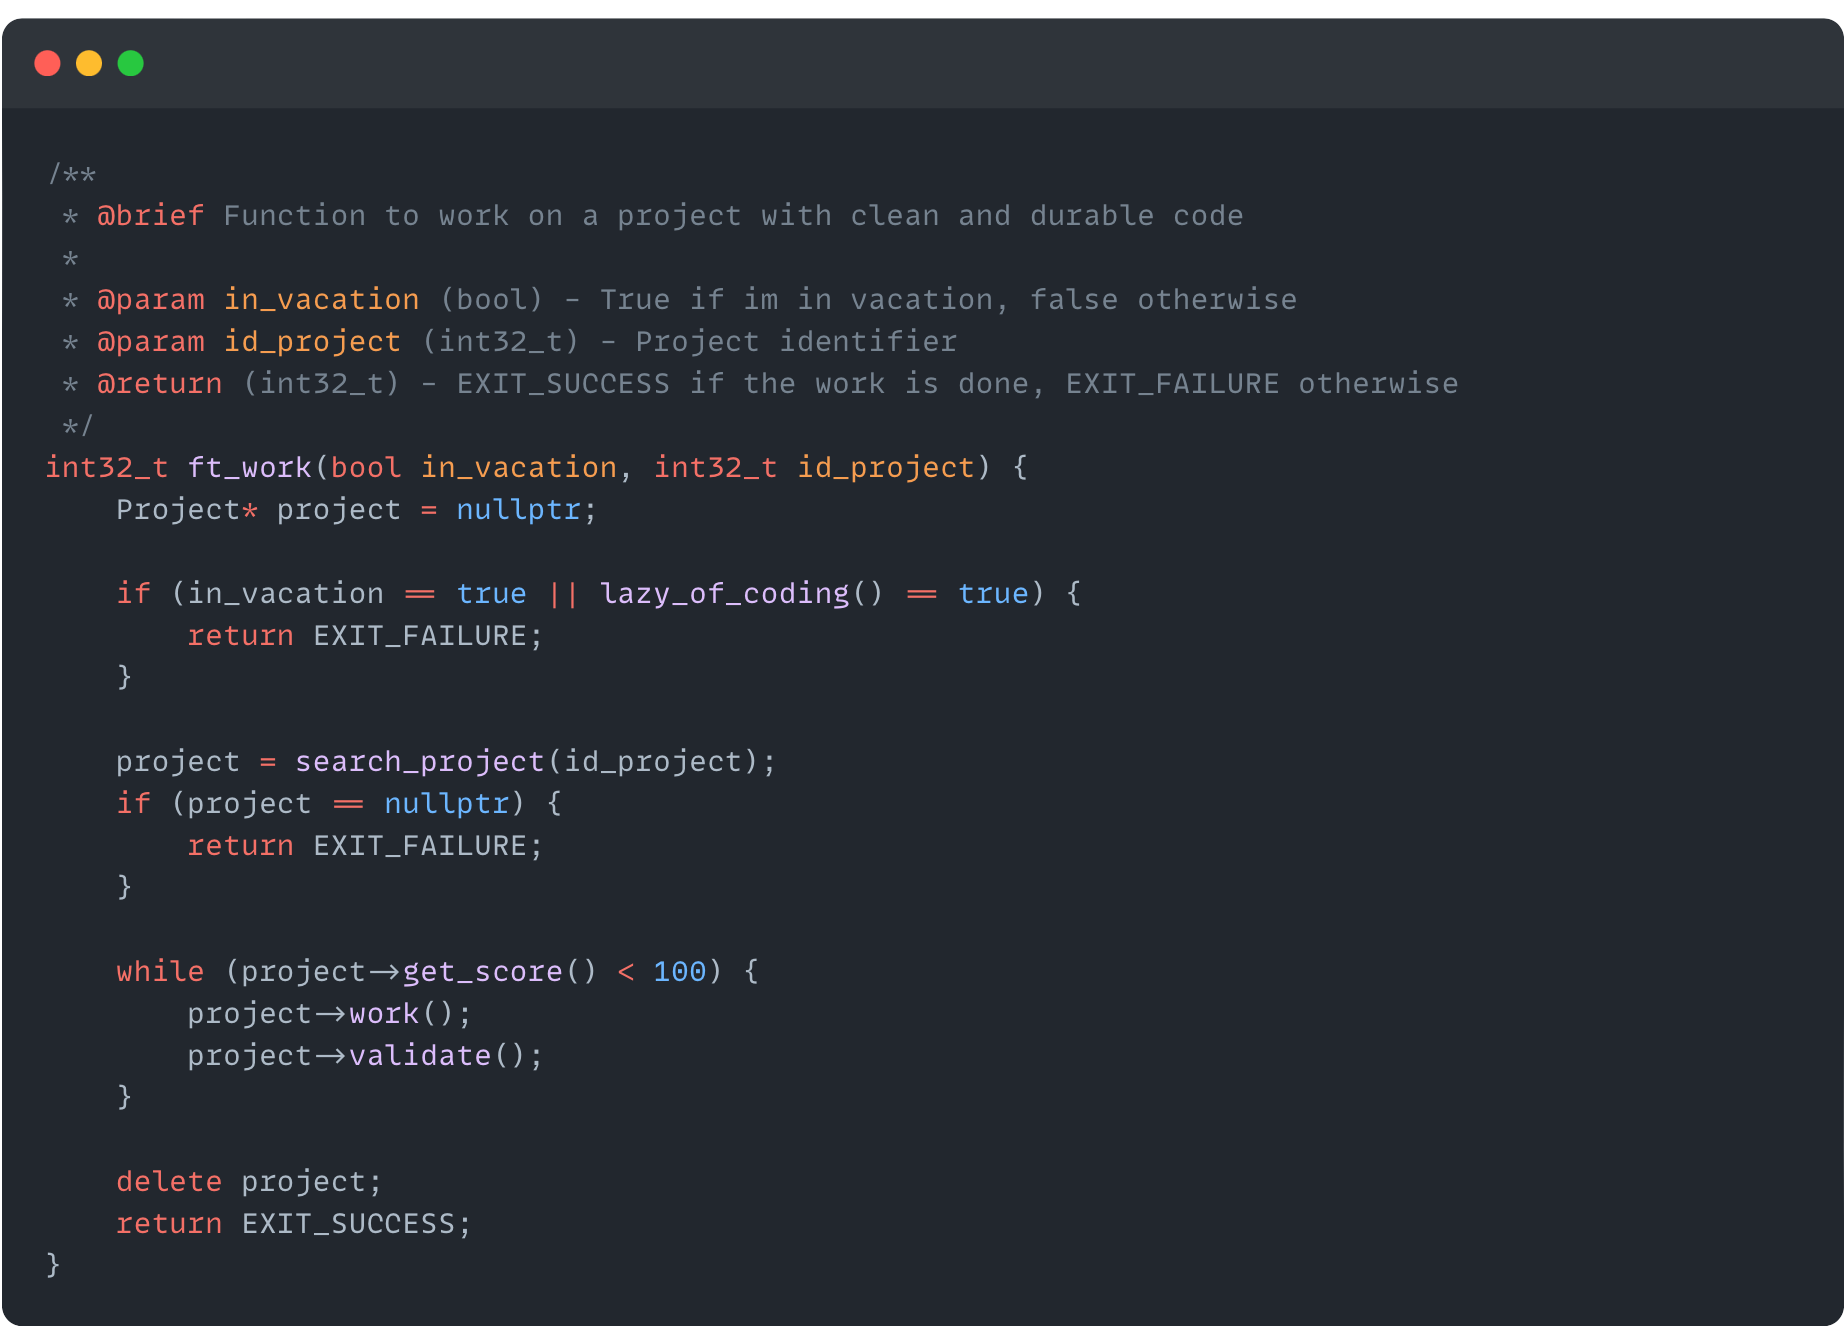 /**
 * @brief Function to work on a project with clean and durable code
 *
 * @param in_vacation (bool) - True if im in vacation, false otherwise
 * @param id_project (int32_t) - Project identifier
 * @return (int32_t) - EXIT_SUCCESS if the work is done, EXIT_FAILURE otherwise
 */
int32_t ft_work(bool in_vacation, int32_t id_project) {
    Project* project = nullptr;

    if (in_vacation == true || lazy_of_coding() == true) {
        return EXIT_FAILURE;
    }

    project = search_project(id_project);
    if (project == nullptr) {
        return EXIT_FAILURE;
    }

    while (project->get_score() < 100) {
        project->work();
        project->validate();
    }

    delete project;
    return EXIT_SUCCESS;
}